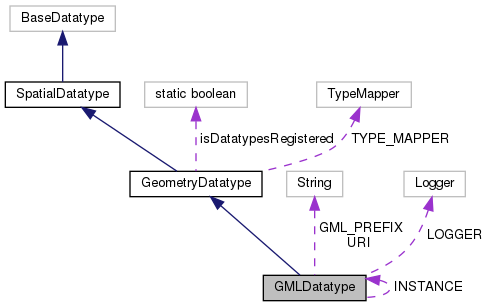 BaseDatatype
SpatialDatatype
static boolean
TypeMapper
isDatatypesRegistered
TYPE_MAPPER
GeometryDatatype
String
Logger
GML_PREFIX
URI
LOGGER
GMLDatatype
INSTANCE